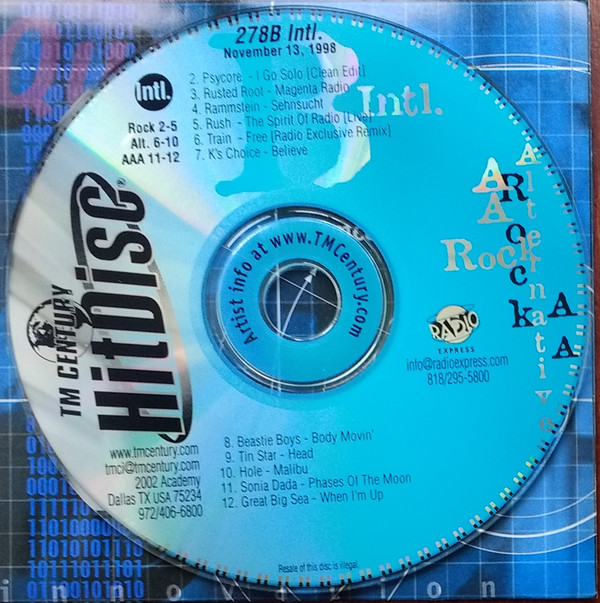 278B Intl.
November 13, 1998
Intl.
Rock 2-5
Alt. 6-10
AAA 11-12
2. Psycore - I Go Solo [Clean Edit]
3. Rusted Root - Magenta Radio
4. Rammstein - Sehnsucht
5. Rush - The Spirit Of Radio [Live]
6. Train - Free [Radio Exclusive Remix]
7. K's Choice - Believe
B
Intl.
AAA
Rock
Rock
Alternative
AA
TM CENTURY
HitDisc®
Artist info at www.TMCentury.com
RADIO
EXPRESS
info@radioexpress.com
818/295-5800
www.tmcentury.com
tmci@tmcentury.com
2002 Academy
Dallas TX USA 75234
972/406-6800
8. Beastie Boys - Body Movin'
9. Tin Star - Head
10. Hole - Malibu
11. Sonia Dada - Phases Of The Moon
12. Great Big Sea - When I'm Up
Resale of this disc is illegal.